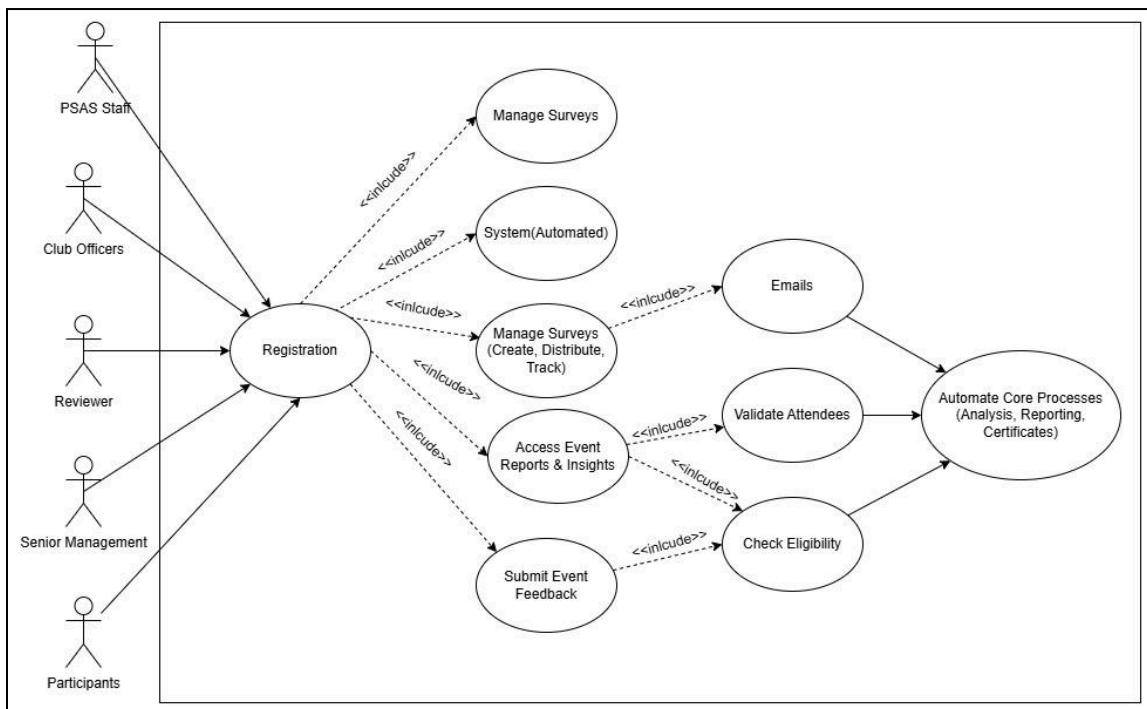 PSAS Staff
Club Officers
Reviewer
Senior Management
Participants
Registration
<<inlcude>>
<<inlcude>>
<<inlcude>>
<<inlcude>>
<<inlcude>>
Manage Surveys
System(Automated)
Manage Surveys
(Create, Distribute,
Track)
Access Event
Reports & Insights
Submit Event
Feedback
<<inlcude>>
<<inlcude>>
<<inlcude>>
<<inlcude>>
Emails
Validate Attendees
Check Eligibility
Automate Core Processes
(Analysis, Reporting,
Certificates)